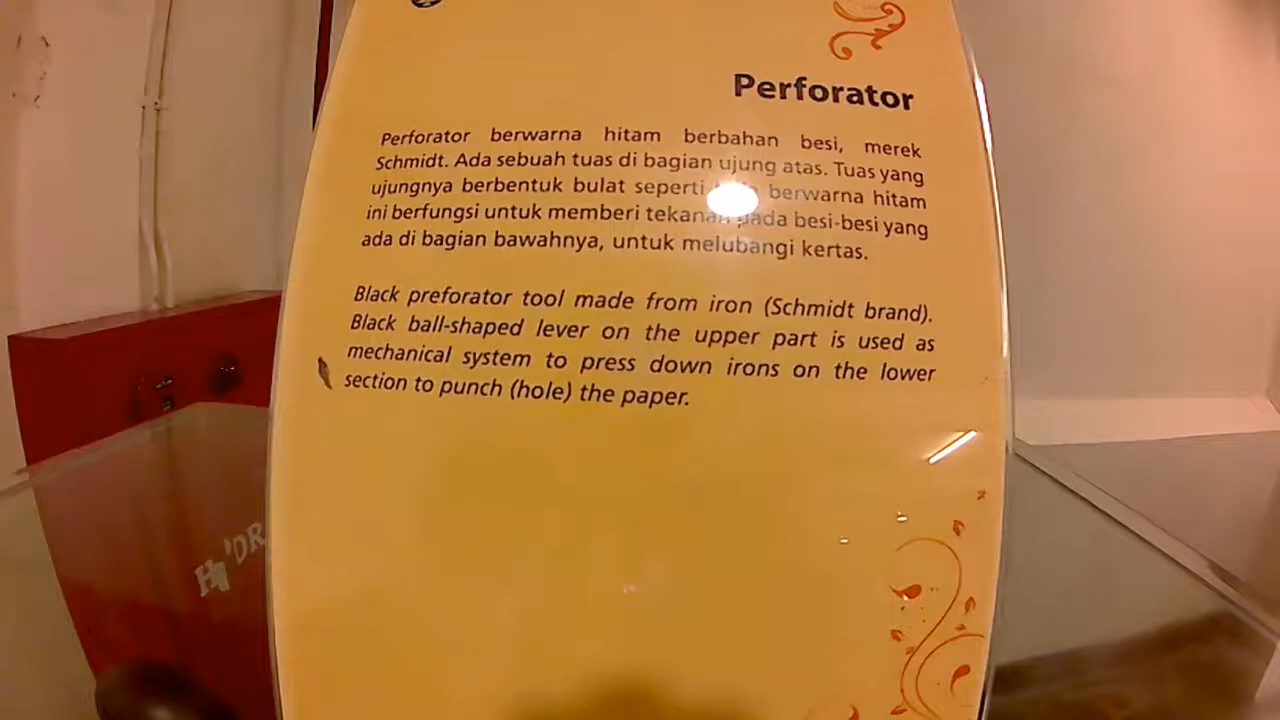 Perforator
Perforator berwarna hitam berbahan besi, merek
Schmidt. Ada sebuah tuas di bagian ujung atas. Tuas yang
ujungnya berbentuk bulat seperti berwarna hitam
ini berfungsi untuk memberi tekanan pada besi-besi yang
ada di bagian bawahnya, untuk melubangi kertas.
Black preforator tool made from iron (Schmidt brand).
Black ball-shaped lever on the upper part is used as
mechanical system to press down irons on the lower
section to punch (hole) the paper.